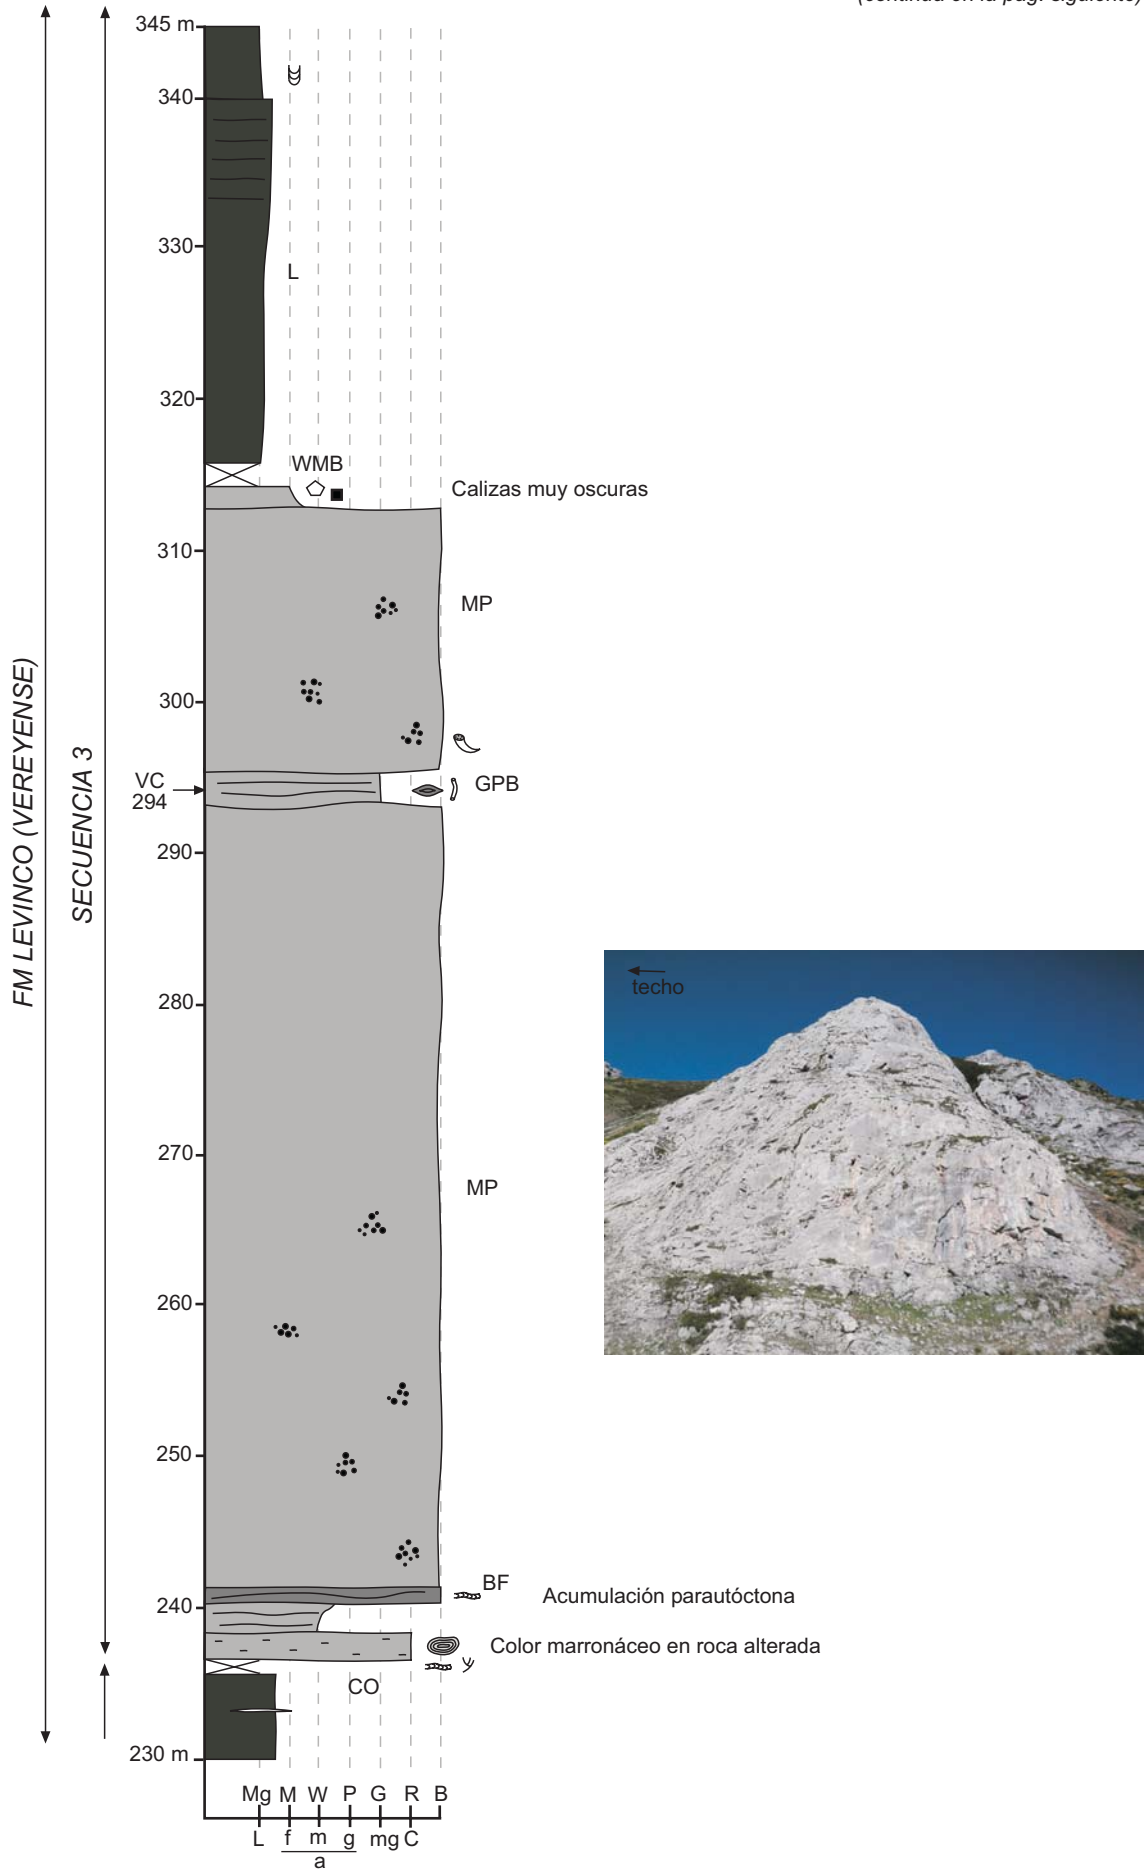 (continúa en la pág. siguiente)
345 m
340
330
L
320
WMB
Calizas muy oscuras
310
MP
300
FM LEVINCO (VEREYENSE)
SECUENCIA 3
VC
294
GPB
290
techo
280
270
MP
260
250
BF
Acumulación parautóctona
240
Color marronáceo en roca alterada
CO
230 m
Mg M W P G R B
L f m g mg C
a